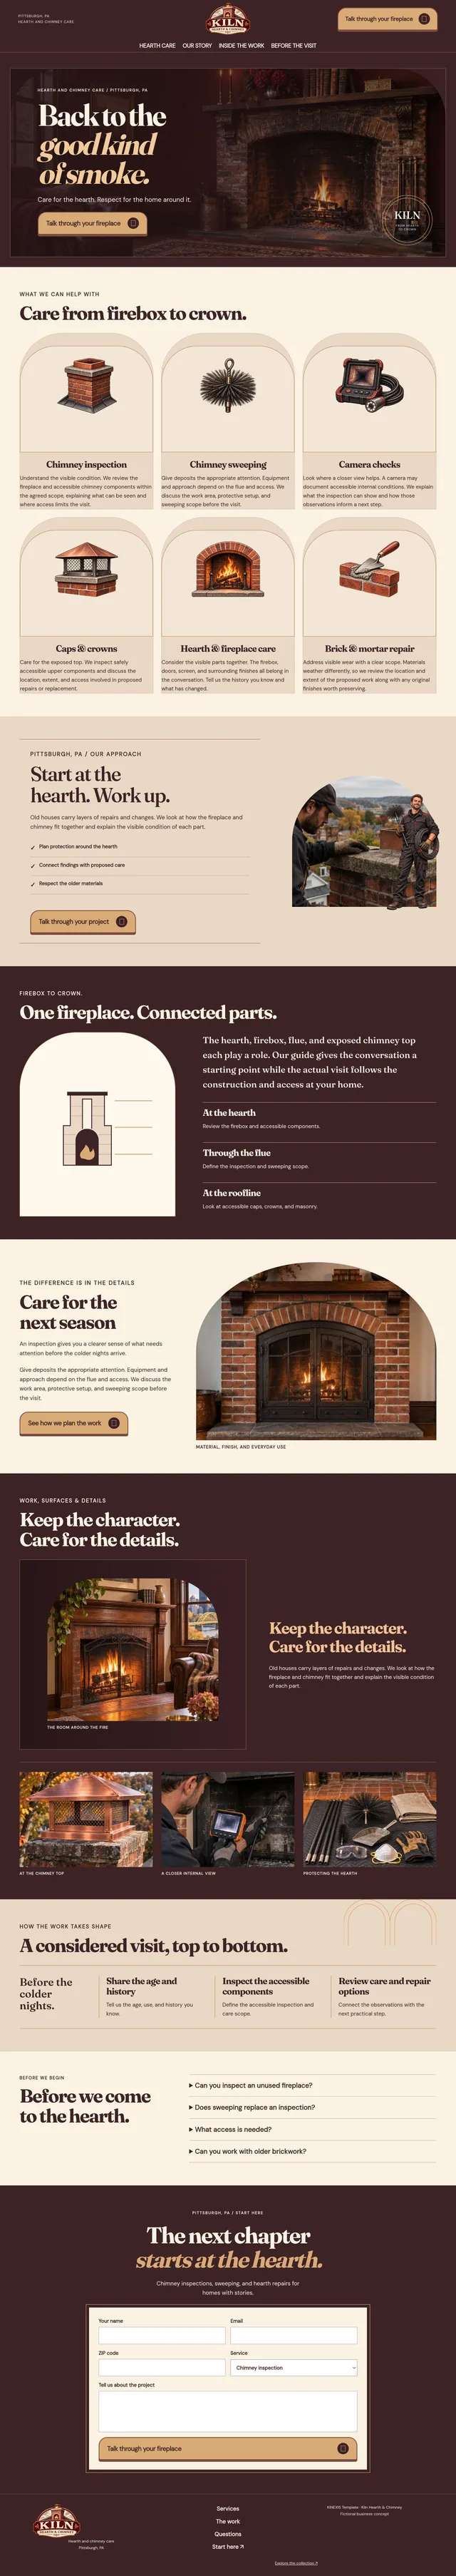 PITTSBURGH, PA
HEARTH AND CHIMNEY CARE
KILN
Talk through your fireplace
HEARTH CARE OUR STORY INSIDE THE WORK BEFORE THE VISIT
HEARTH AND CHIMNEY CARE / PITTSBURGH, PA
Back to the
good kind
of smoke.
Care for the hearth. Respect for the home around it.
Talk through your fireplace
KILN
FROM HEARTH
TO CROWN
WHAT WE CAN HELP WITH
Care from firebox to crown.
Chimney inspection
Understand the visible condition. We review the
fireplace and accessible chimney components within
the agreed scope, explaining what can be seen and
where access limits the visit.
Chimney sweeping
Give deposits the appropriate attention. Equipment
and approach depend on the flue and access. We
discuss the work area, protective setup, and
sweeping scope before the visit.
Camera checks
Look where a closer view helps. A camera may
document accessible internal conditions. We explain
what the inspection can show and how those
observations inform a next step.
Caps & crowns
Care for the exposed top. We inspect safely
accessible upper components and discuss the
location, extent, and access involved in proposed
repairs or replacement.
Hearth & fireplace care
Consider the visible parts together. The firebox,
doors, screen, and surrounding finishes all belong in
the conversation. Tell us the history you know and
what has changed.
Brick & mortar repair
Address visible wear with a clear scope. Materials
weather differently, so we review the location and
extent of the proposed work along with any original
finishes worth preserving.
PITTSBURGH, PA / OUR APPROACH
Start at the
hearth. Work up.
Old houses carry layers of repairs and changes. We look at how the fireplace and
chimney fit together and explain the visible condition of each part.
✓ Plan protection around the hearth
✓ Connect findings with proposed care
✓ Respect the older materials
Talk through your project
FIREBOX TO CROWN.
One fireplace. Connected parts.
The hearth, firebox, flue, and exposed chimney top
each play a role. Our guide gives the conversation a
starting point while the actual visit follows the
construction and access at your home.
At the hearth
Review the firebox and accessible components.
Through the flue
Define the inspection and sweeping scope.
At the roofline
Look at accessible caps, crowns, and masonry.
THE DIFFERENCE IS IN THE DETAILS
Care for the
next season
An inspection gives you a clearer sense of what needs
attention before the colder nights arrive.
Give deposits the appropriate attention. Equipment and
approach depend on the flue and access. We discuss the
work area, protective setup, and sweeping scope before
the visit.
See how we plan the work
MATERIAL, FINISH, AND EVERYDAY USE
WORK, SURFACES & DETAILS
Keep the character.
Care for the details.
THE ROOM AROUND THE FIRE
Keep the character.
Care for the details.
Old houses carry layers of repairs and changes. We look at how the
fireplace and chimney fit together and explain the visible condition
of each part.
AT THE CHIMNEY TOP
A CLOSER INTERNAL VIEW
PROTECTING THE HEARTH
HOW THE WORK TAKES SHAPE
A considered visit, top to bottom.
Before the
colder
nights.
Share the age and
history
Tell us the age, use, and history you
know.
Inspect the accessible
components
Define the accessible inspection and
care scope.
Review care and repair
options
Connect the observations with the
next practical step.
BEFORE WE BEGIN
Before we come
to the hearth.
Can you inspect an unused fireplace?
Does sweeping replace an inspection?
What access is needed?
Can you work with older brickwork?
PITTSBURGH, PA / START HERE
The next chapter
starts at the hearth.
Chimney inspections, sweeping, and hearth repairs for
homes with stories.
Your name
Email
ZIP code
Service
Chimney inspection
Tell us about the project
Talk through your fireplace
KILN
Hearth and chimney care
Pittsburgh, PA
Services
The work
Questions
Start here ↗
Kiln Hearth & Chimney
Fictional business concept
Explore the collection ↗